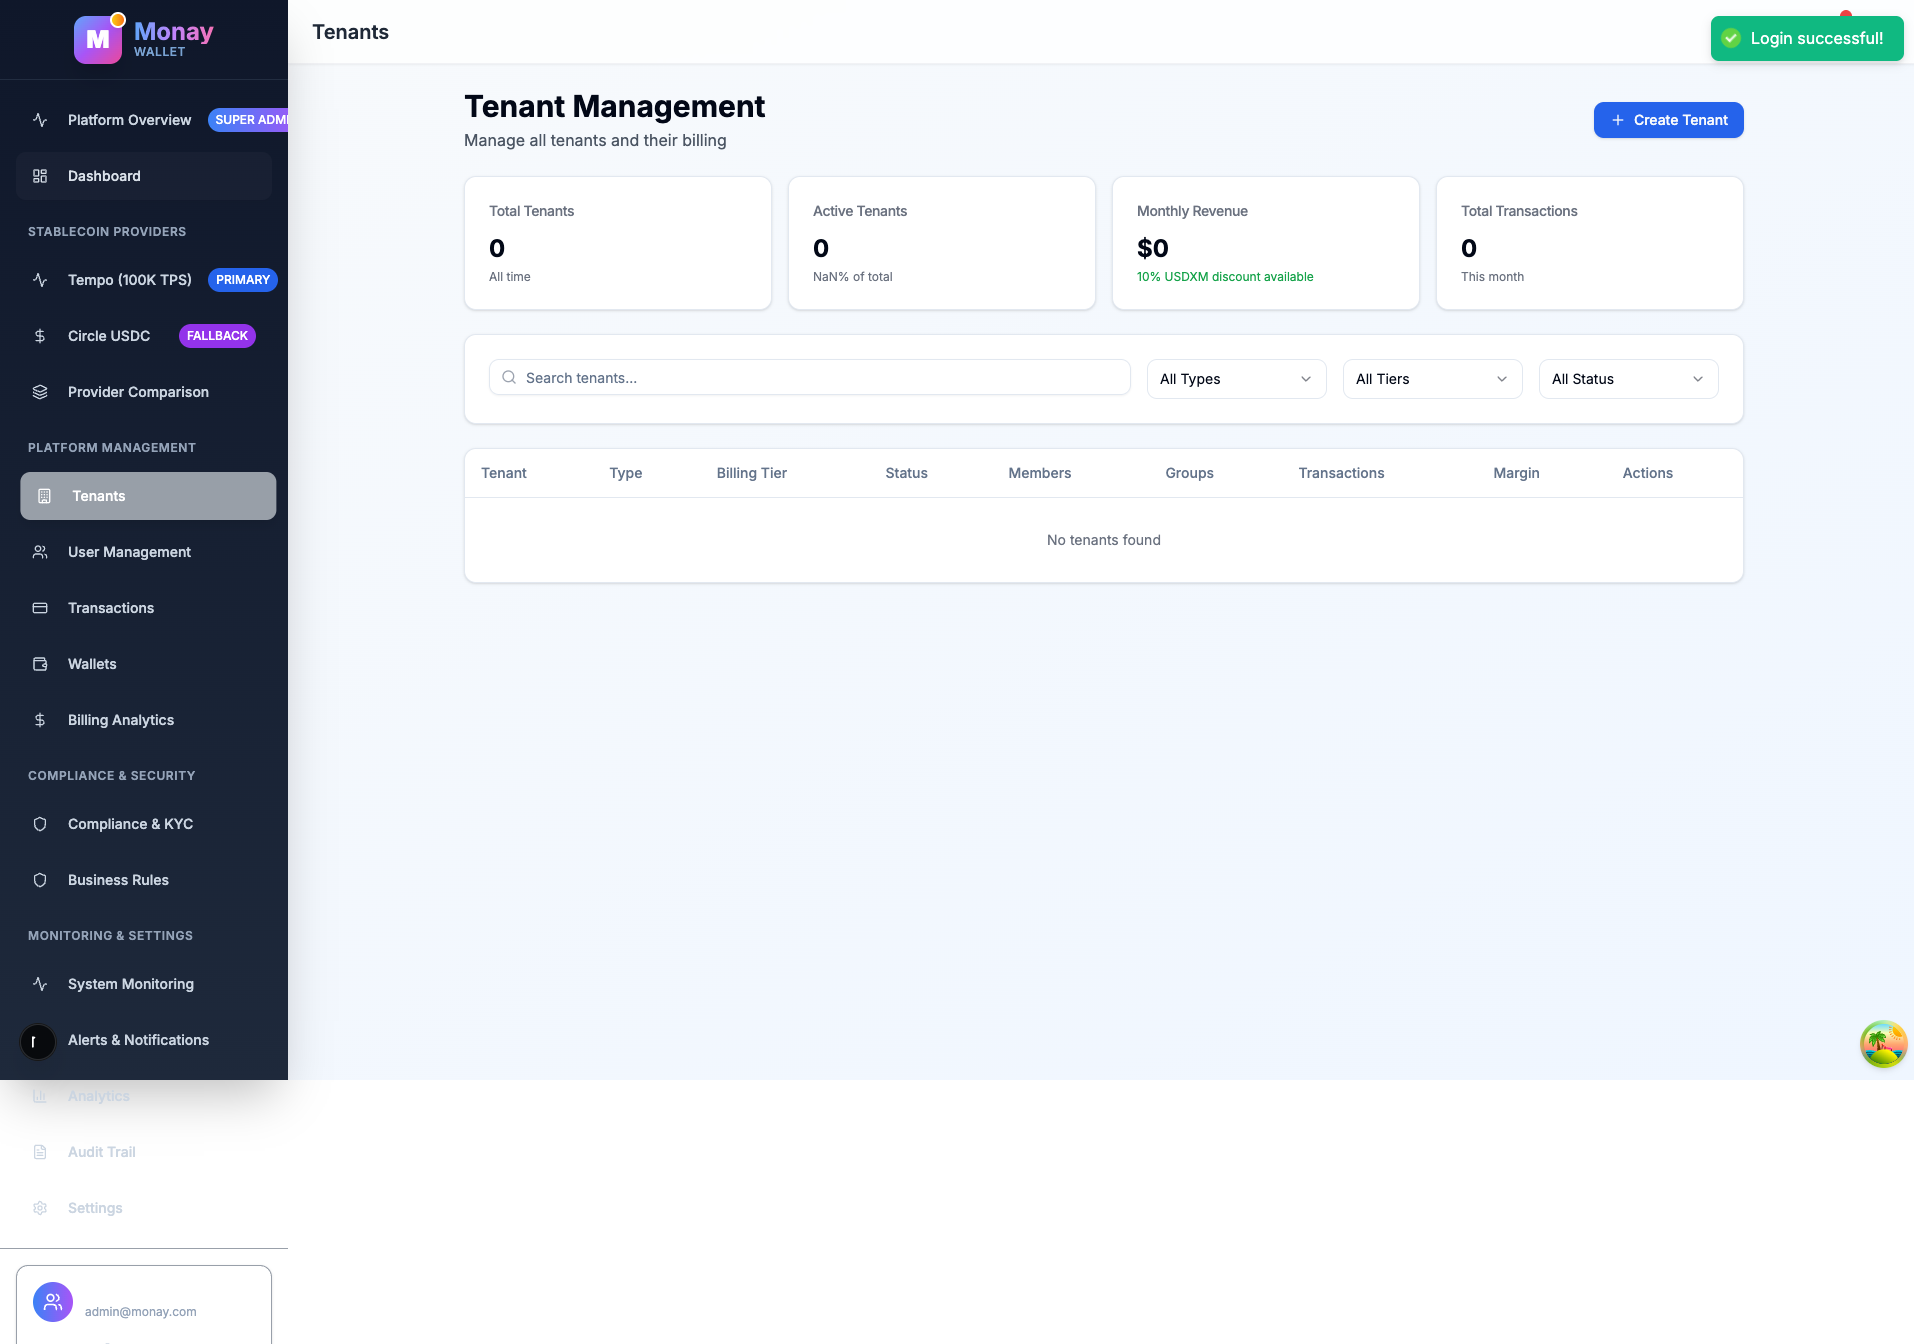 M
Monay
WALLET
Platform Overview
SUPER ADMI
Dashboard
STABLECOIN PROVIDERS
Tempo (100K TPS)
PRIMARY
Circle USDC
FALLBACK
Provider Comparison
PLATFORM MANAGEMENT
Tenants
User Management
Transactions
Wallets
Billing Analytics
COMPLIANCE & SECURITY
Compliance & KYC
Business Rules
MONITORING & SETTINGS
System Monitoring
Alerts & Notifications
Analytics
Audit Trail
Settings
admin@monay.com
Tenants
Login successful!
Tenant Management
Manage all tenants and their billing
Create Tenant
Total Tenants
0
All time
Active Tenants
0
NaN% of total
Monthly Revenue
$0
10% USDXM discount available
Total Transactions
0
This month
Search tenants...
All Types
All Tiers
All Status
Tenant Type Billing Tier Status Members Groups Transactions Margin Actions
No tenants found